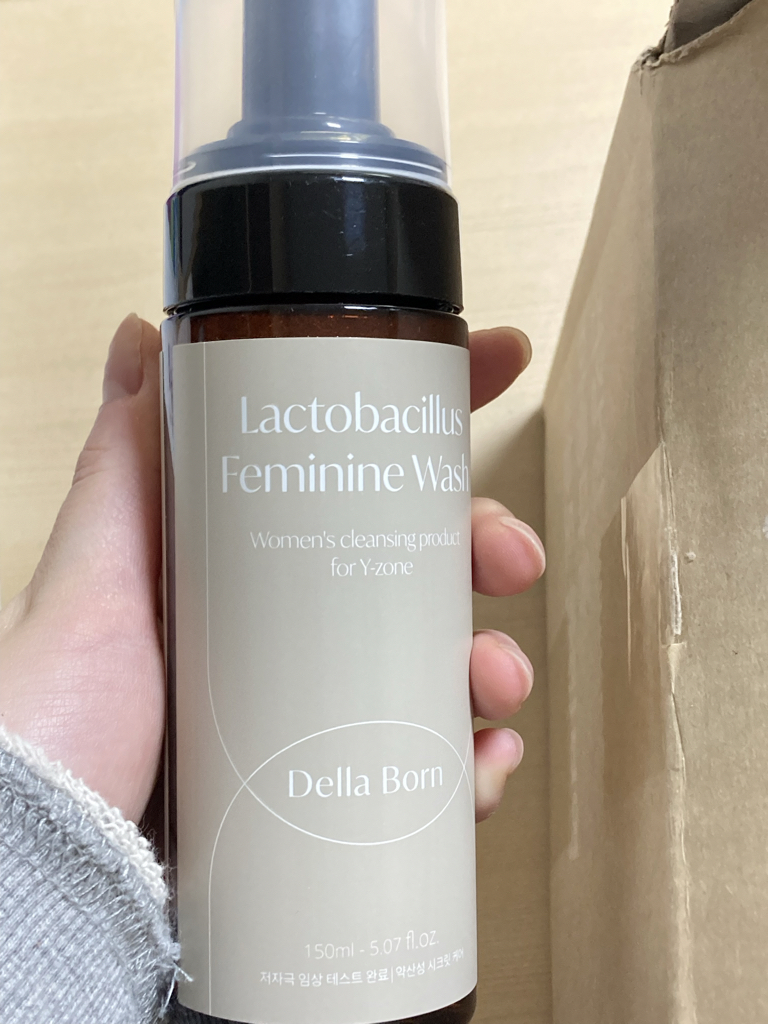 Lactobacillus
Feminine Wash
Women's cleansing product
for Y-zone
Della Born
150ml - 5.07 fl.oz.
저자극 임상 테스트 완료 | 약산성 시크릿 케어